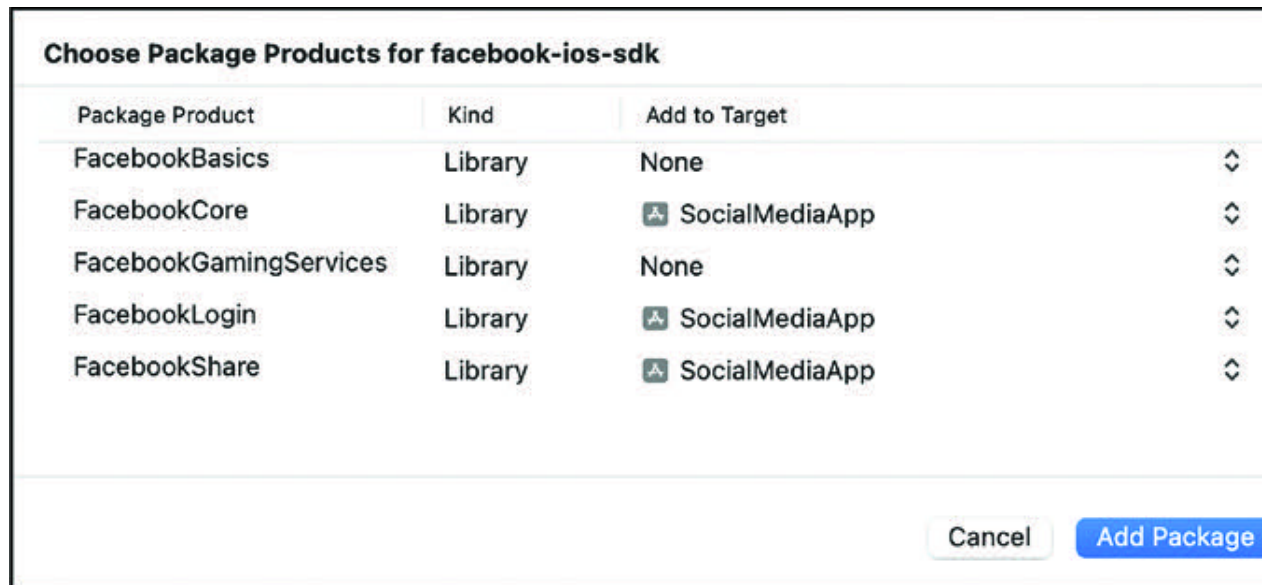 Choose Package Products for facebook-ios-sdk
Package Product Kind Add to Target
FacebookBasics Library None
FacebookCore Library SocialMediaApp
FacebookGamingServices Library None
FacebookLogin Library SocialMediaApp
FacebookShare Library SocialMediaApp
Cancel Add Package